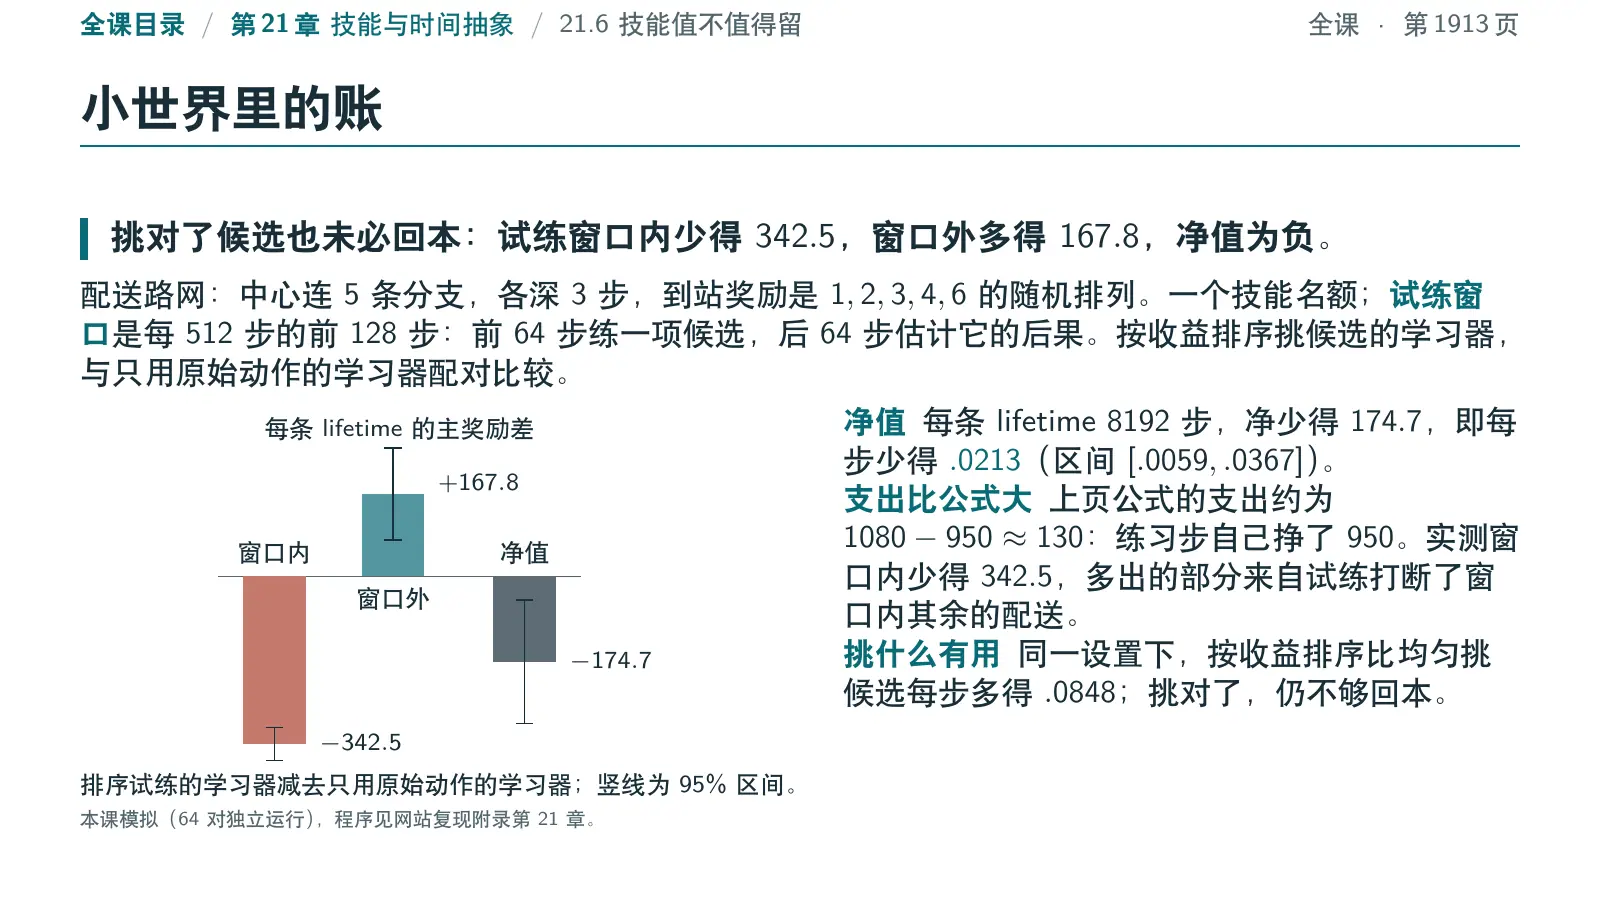 全课目录 / 第 21 章 技能与时间抽象 / 21.6 技能值不值得留
全课 · 第 1913 页
小世界里的账
挑对了候选也未必回本：试练窗口内少得 342.5，窗口外多得 167.8，净值为负。
配送路网：中心连 5 条分支，各深 3 步，到站奖励是 1, 2, 3, 4, 6 的随机排列。一个技能名额；试练窗
口是每 512 步的前 128 步：前 64 步练一项候选，后 64 步估计它的后果。按收益排序挑候选的学习器，
与只用原始动作的学习器配对比较。
每条 lifetime 的主奖励差
+167.8
窗口内
净值
窗口外
−174.7
−342.5
排序试练的学习器减去只用原始动作的学习器；竖线为 95% 区间。
本课模拟（64 对独立运行），程序见网站复现附录第 21 章。
净值 每条 lifetime 8192 步，净少得 174.7，即每
步少得 .0213（区间 [.0059, .0367]）。
支出比公式大 上页公式的支出约为
1080 − 950 ≈ 130：练习步自己挣了 950。实测窗
口内少得 342.5，多出的部分来自试练打断了窗
口内其余的配送。
挑什么有用 同一设置下，按收益排序比均匀挑
候选每步多得 .0848；挑对了，仍不够回本。